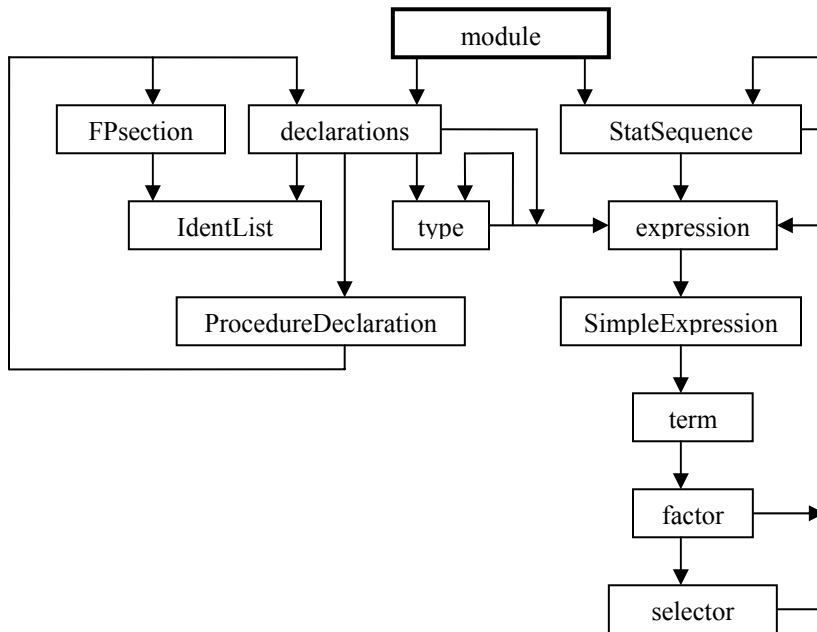 module
FPsection
declarations
StatSequence
IdentList
type
expression
ProcedureDeclaration
SimpleExpression
term
factor
selector